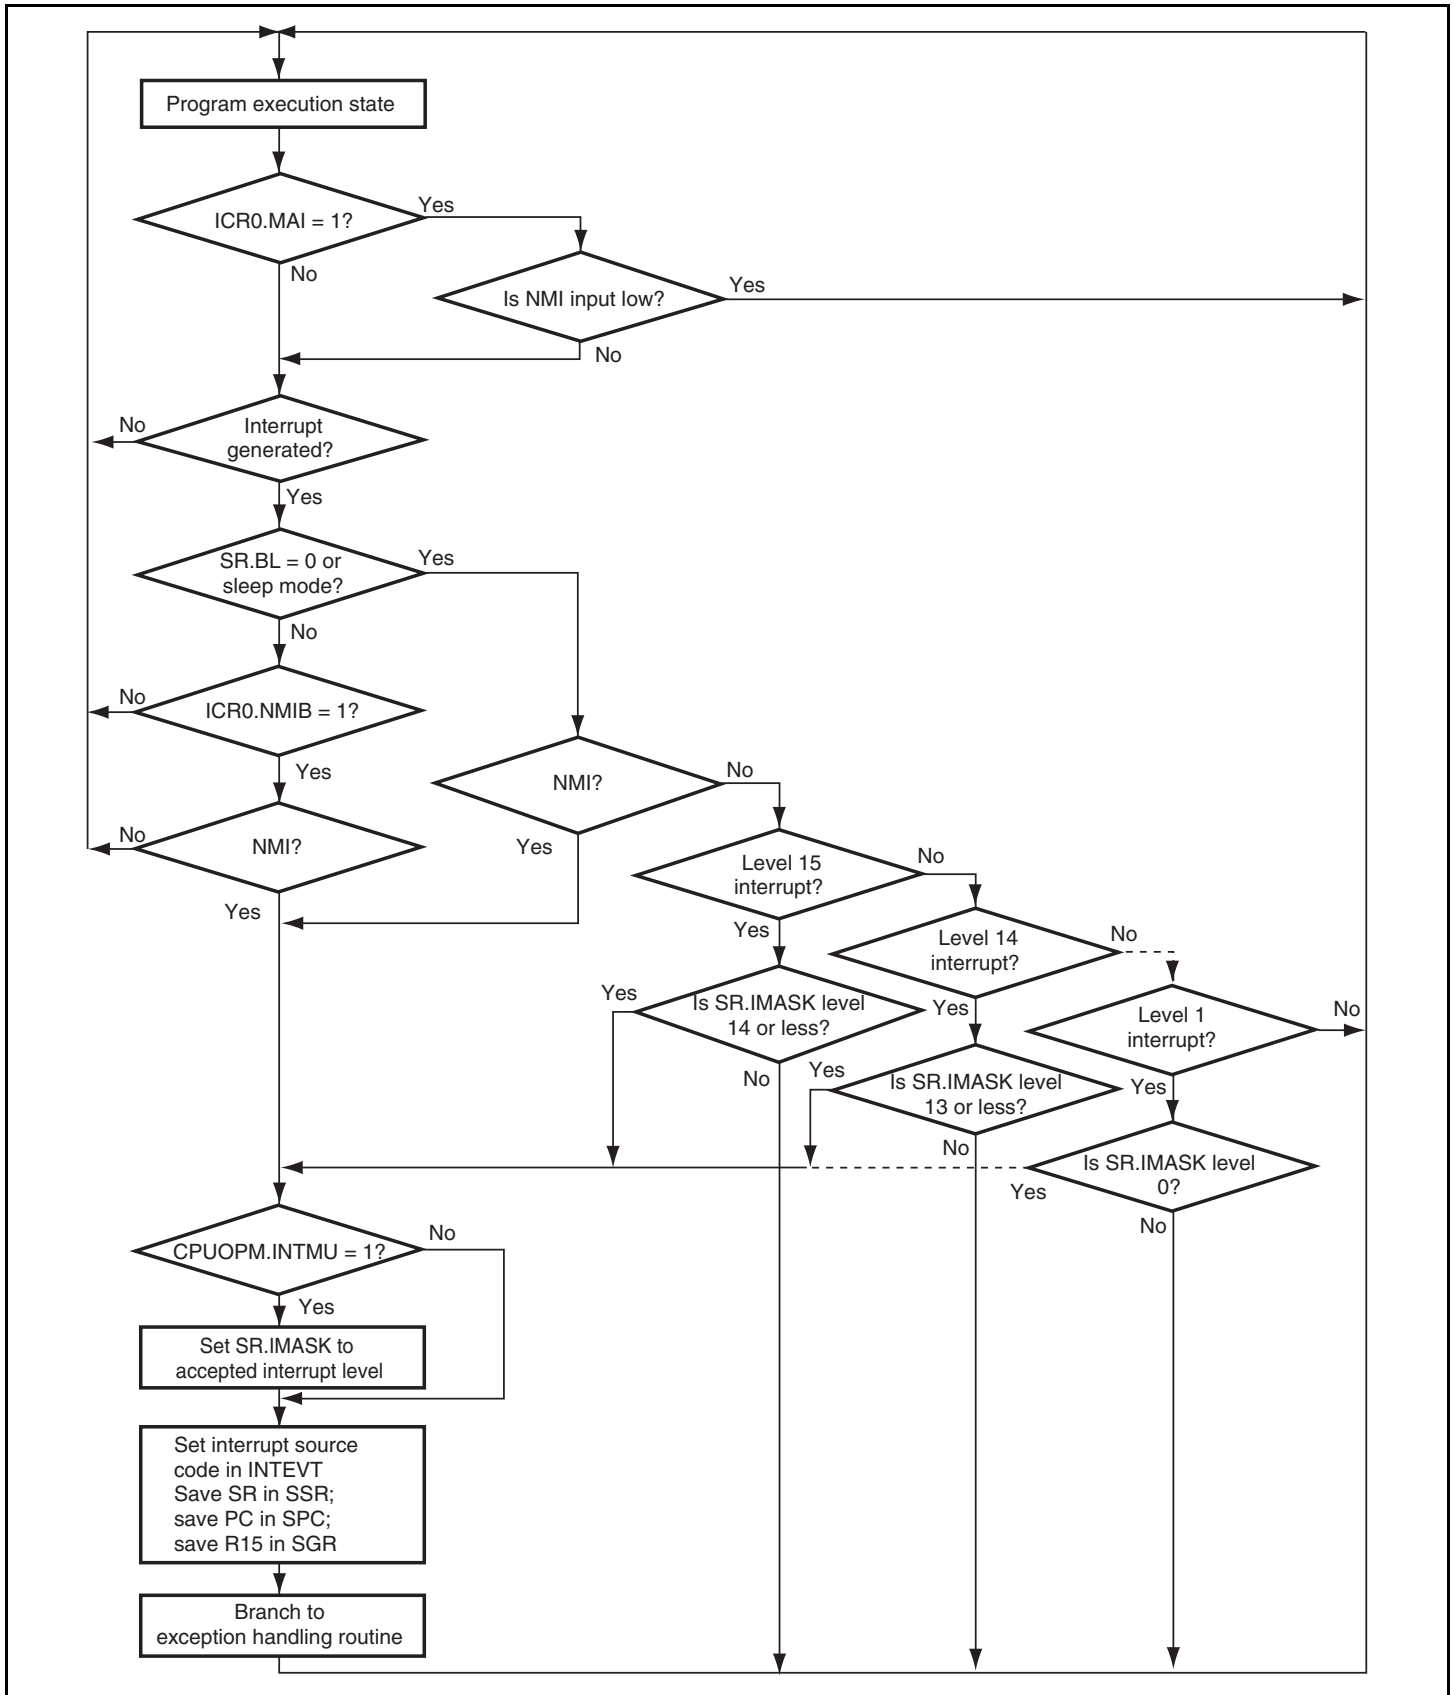 Program execution state
ICR0.MAI = 1?
Yes
No
Is NMI input low?
Yes
No
Interrupt
generated?
No
Yes
SR.BL = 0 or
sleep mode?
Yes
No
ICR0.NMIB = 1?
No
Yes
NMI?
No
Yes
NMI?
No
Yes
Level 15
interrupt?
No
Yes
Level 14
interrupt?
No
Yes
Level 1
interrupt?
No
Yes
Is SR.IMASK level
14 or less?
Yes
No
Is SR.IMASK level
13 or less?
Yes
No
Is SR.IMASK level
0?
Yes
No
CPUOPM.INTMU = 1?
No
Yes
Set SR.IMASK to
accepted interrupt level
Set interrupt source
code in INTEVT
Save SR in SSR;
save PC in SPC;
save R15 in SGR
Branch to
exception handling routine